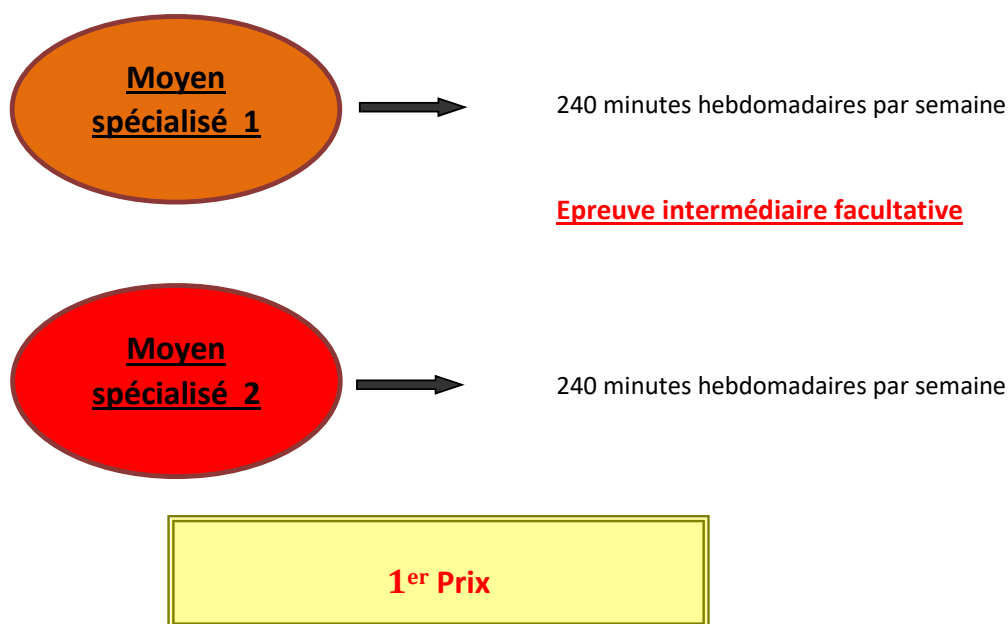 Moyen
spécialisé 1
240 minutes hebdomadaires par semaine
Epreuve intermédiaire facultative
Moyen
spécialisé 2
240 minutes hebdomadaires par semaine
1er Prix